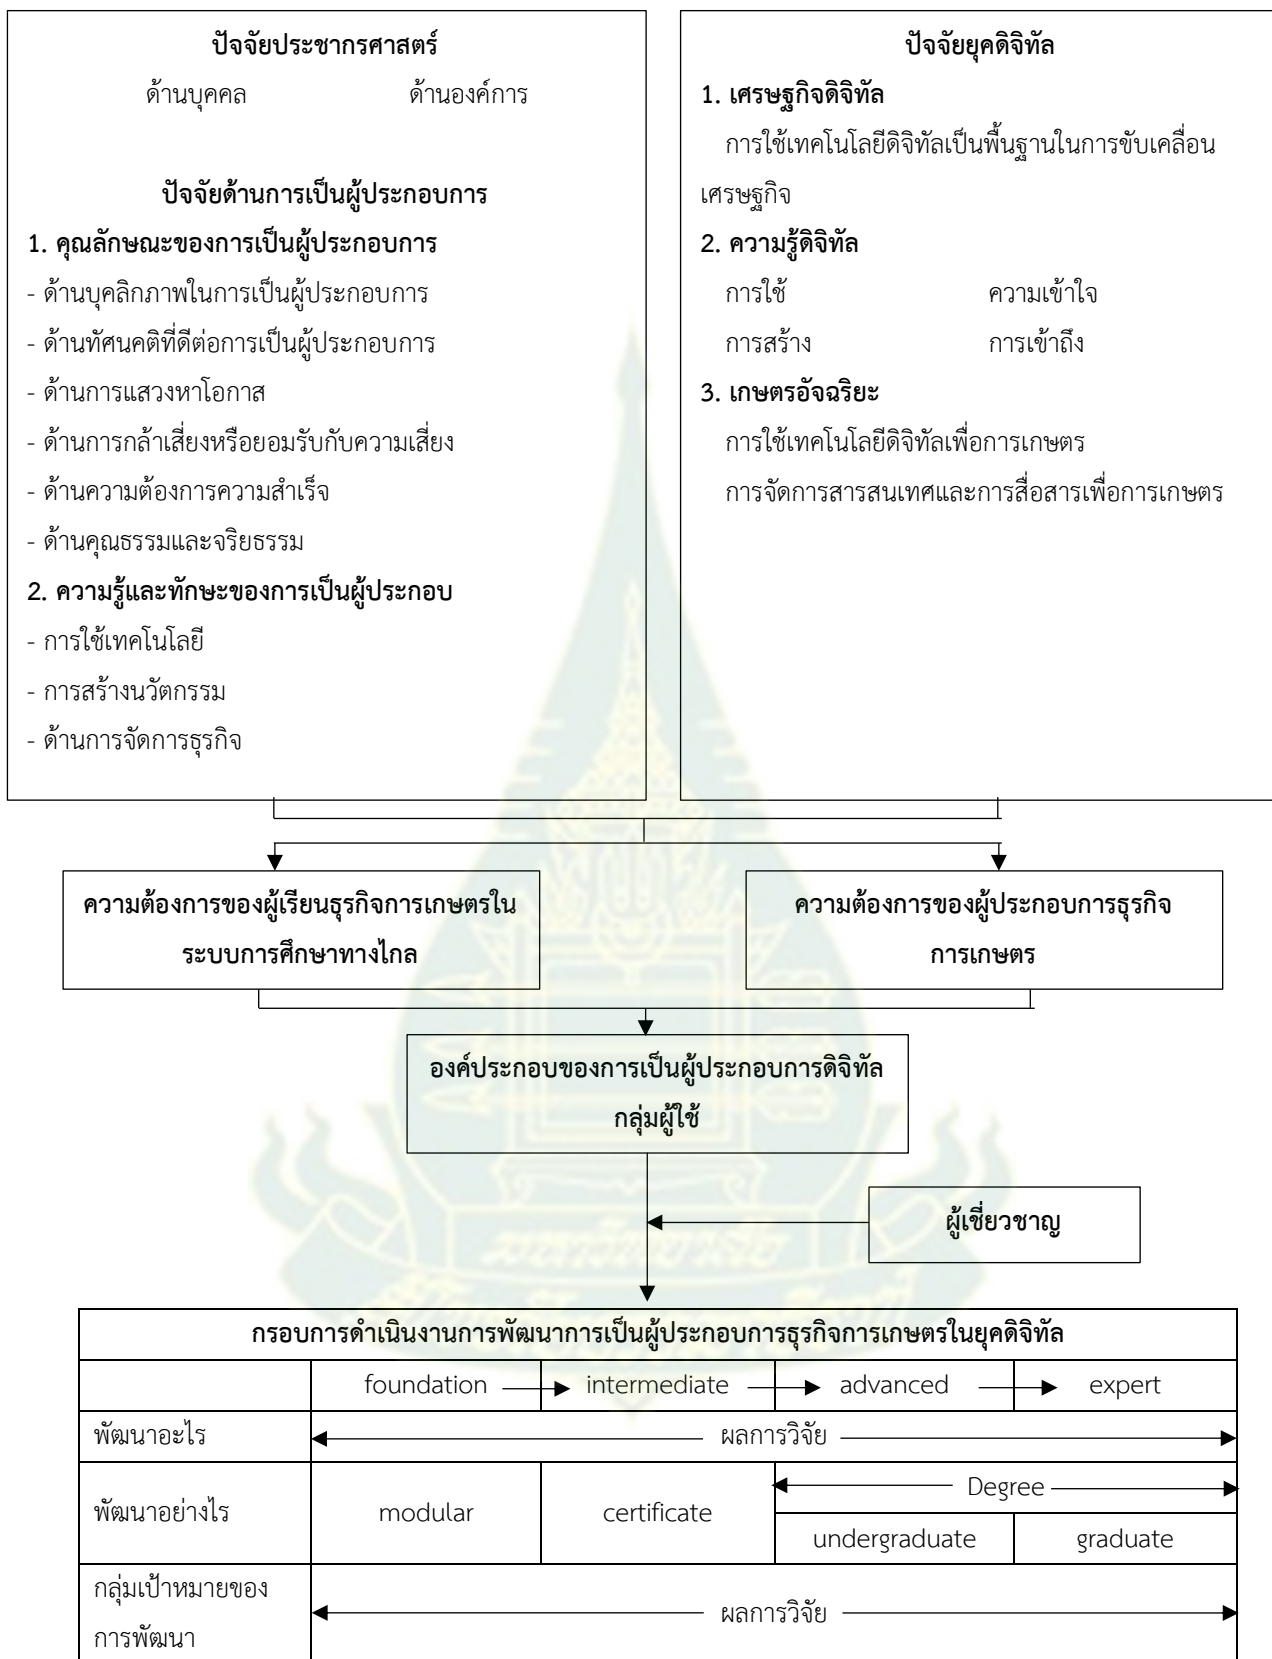 ปัจจัยประชากรศาสตร์
ด้านบุคคล ด้านองค์การ
ปัจจัยด้านการเป็นผู้ประกอบการ
1. คุณลักษณะของการเป็นผู้ประกอบการ
- ด้านบุคลิกภาพในการเป็นผู้ประกอบการ
- ด้านทัศนคติที่ดีต่อการเป็นผู้ประกอบการ
- ด้านการแสวงหาโอกาส
- ด้านการกล้าเสี่ยงหรือยอมรับกับความเสี่ยง
- ด้านความต้องการความสำเร็จ
- ด้านคุณธรรมและจริยธรรม
2. ความรู้และทักษะของการเป็นผู้ประกอบ
- การใช้เทคโนโลยี
- การสร้างนวัตกรรม
- ด้านการจัดการธุรกิจ
ปัจจัยยุคดิจิทัล
1. เศรษฐกิจดิจิทัล
การใช้เทคโนโลยีดิจิทัลเป็นพื้นฐานในการขับเคลื่อน
เศรษฐกิจ
2. ความรู้ดิจิทัล
การใช้ ความเข้าใจ
การสร้าง การเข้าถึง
3. เกษตรอัจฉริยะ
การใช้เทคโนโลยีดิจิทัลเพื่อการเกษตร
การจัดการสารสนเทศและการสื่อสารเพื่อการเกษตร
ความต้องการของผู้เรียนธุรกิจการเกษตรใน
ระบบการศึกษาทางไกล
ความต้องการของผู้ประกอบการธุรกิจ
การเกษตร
องค์ประกอบของการเป็นผู้ประกอบการดิจิทัล
กลุ่มผู้ใช้
ผู้เชี่ยวชาญ
กรอบการดำเนินงานการพัฒนาการเป็นผู้ประกอบการธุรกิจการเกษตรในยุคดิจิทัล
foundation intermediate advanced expert
พัฒนาอะไร ผลการวิจัย
พัฒนาอย่างไร modular certificate Degree
undergraduate graduate
กลุ่มเป้าหมายของ
การพัฒนา ผลการวิจัย